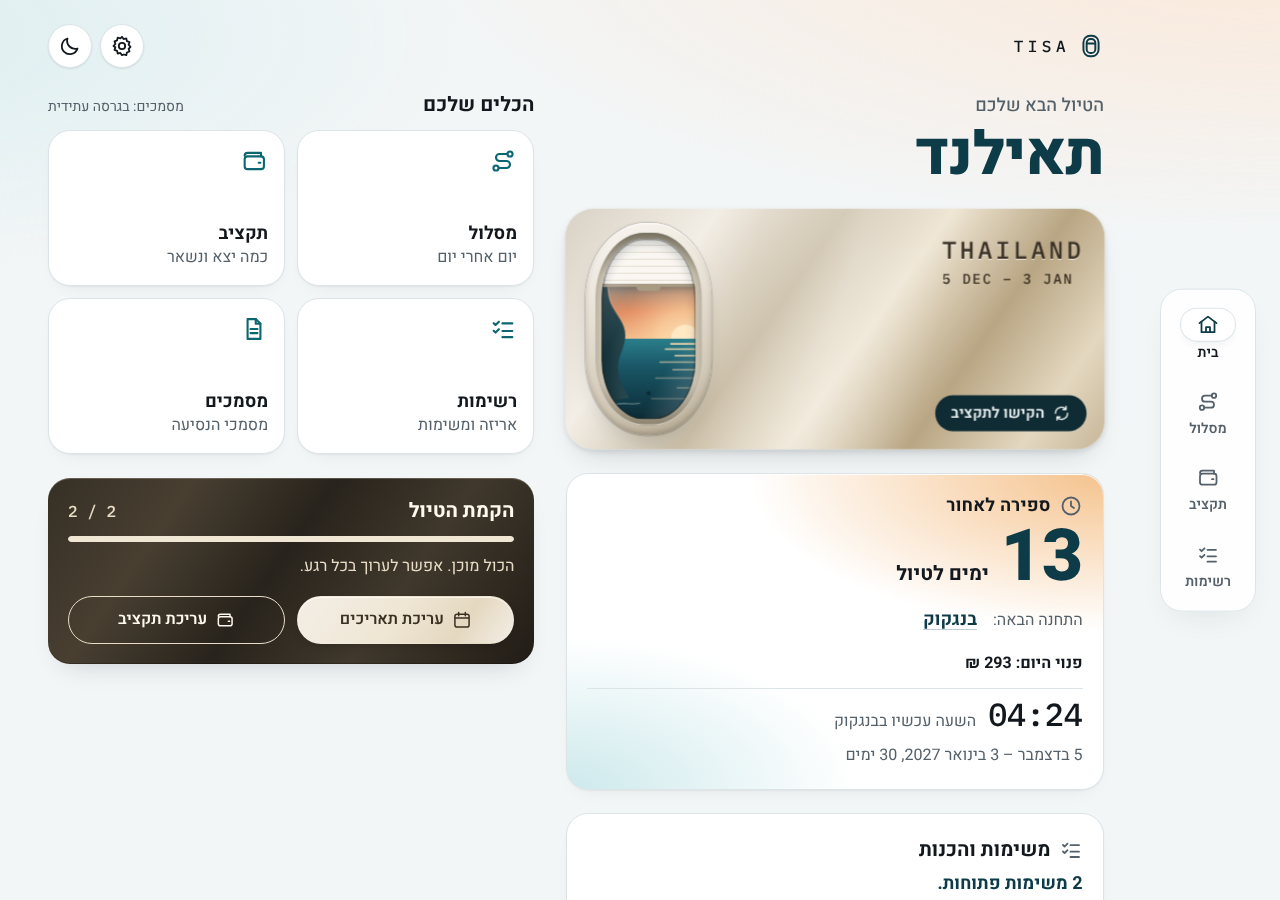 TISA
הטיול הבא שלכם
תאילנד
THAILAND
5 DEC – 3 JAN
הקישו לתקציב
ספירה לאחור
13 ימים לטיול
התחנה הבאה: בנגקוק
פנוי היום: 293 ₪
04:24 השעה עכשיו בבנגקוק
5 בדצמבר – 3 בינואר 2027, 30 ימים
משימות והכנות
2 משימות פתוחות.
הכלים שלכם
מסמכים: בגרסה עתידית
מסלול
יום אחרי יום
תקציב
כמה יצא ונשאר
רשימות
אריזה ומשימות
מסמכים
מסמכי הנסיעה
הקמת הטיול
2 / 2
הכול מוכן. אפשר לערוך בכל רגע.
עריכת תאריכים
עריכת תקציב
בית
מסלול
תקציב
רשימות